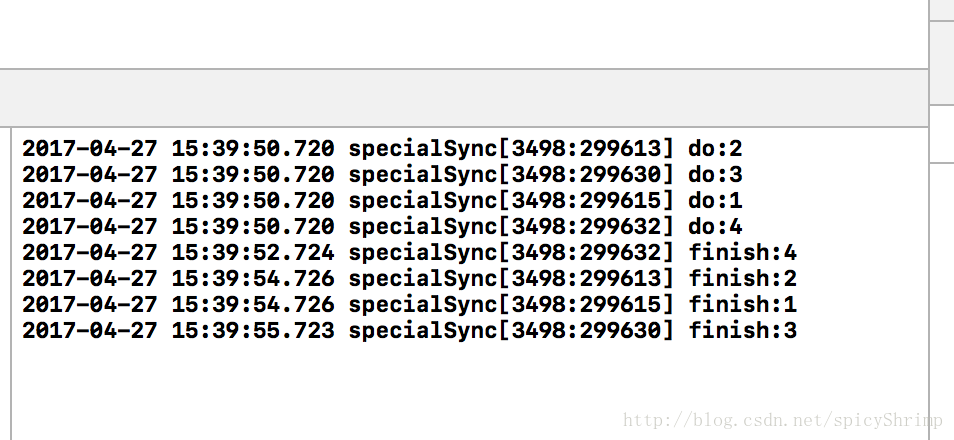 2017-04-27 15:39:50.720 specialSync[3498:299613] do:2
2017-04-27 15:39:50.720 specialSync[3498:299630] do:3
2017-04-27 15:39:50.720 specialSync[3498:299615] do:1
2017-04-27 15:39:50.720 specialSync[3498:299632] do:4
2017-04-27 15:39:52.724 specialSync[3498:299632] finish:4
2017-04-27 15:39:54.726 specialSync[3498:299613] finish:2
2017-04-27 15:39:54.726 specialSync[3498:299615] finish:1
2017-04-27 15:39:55.723 specialSync[3498:299630] finish:3
http://blog.csdn.net/spicyShrimp